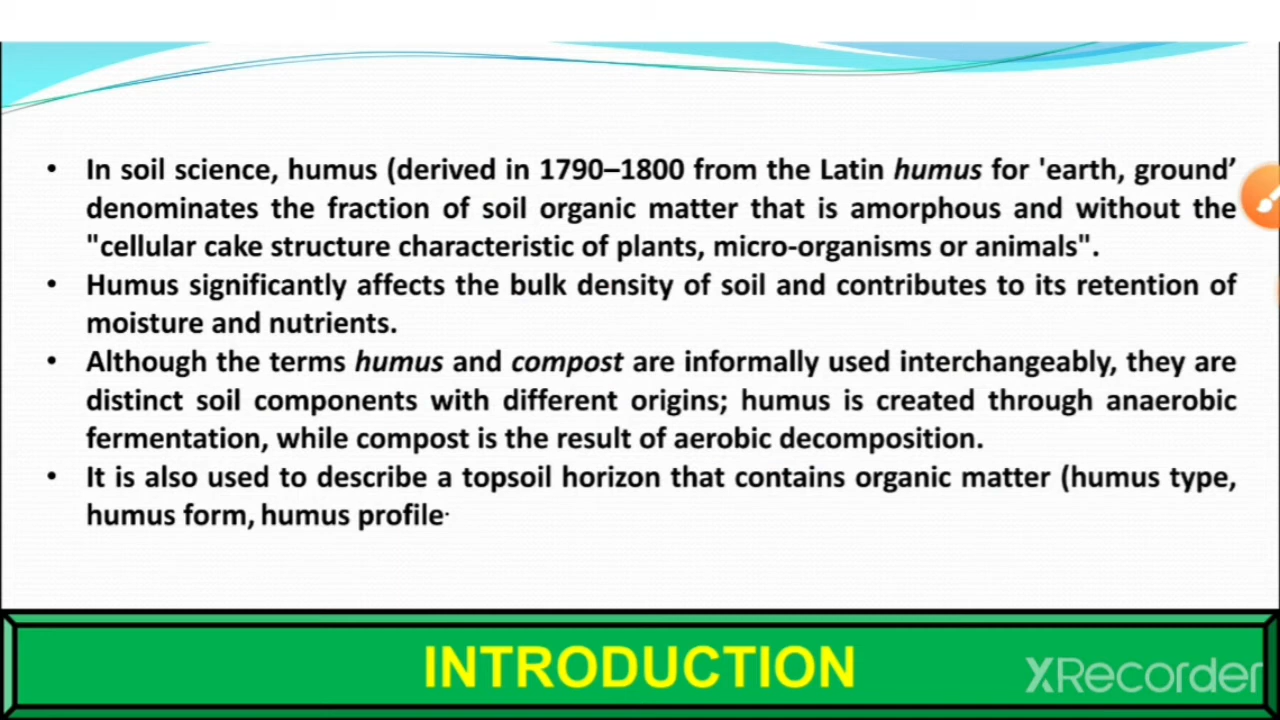 • In soil science, humus (derived in 1790–1800 from the Latin humus for 'earth, ground’
denominates the fraction of soil organic matter that is amorphous and without the
"cellular cake structure characteristic of plants, micro-organisms or animals".
• Humus significantly affects the bulk density of soil and contributes to its retention of
moisture and nutrients.
• Although the terms humus and compost are informally used interchangeably, they are
distinct soil components with different origins; humus is created through anaerobic
fermentation, while compost is the result of aerobic decomposition.
• It is also used to describe a topsoil horizon that contains organic matter (humus type,
humus form, humus profile.
INTRODUCTION
XRecorder